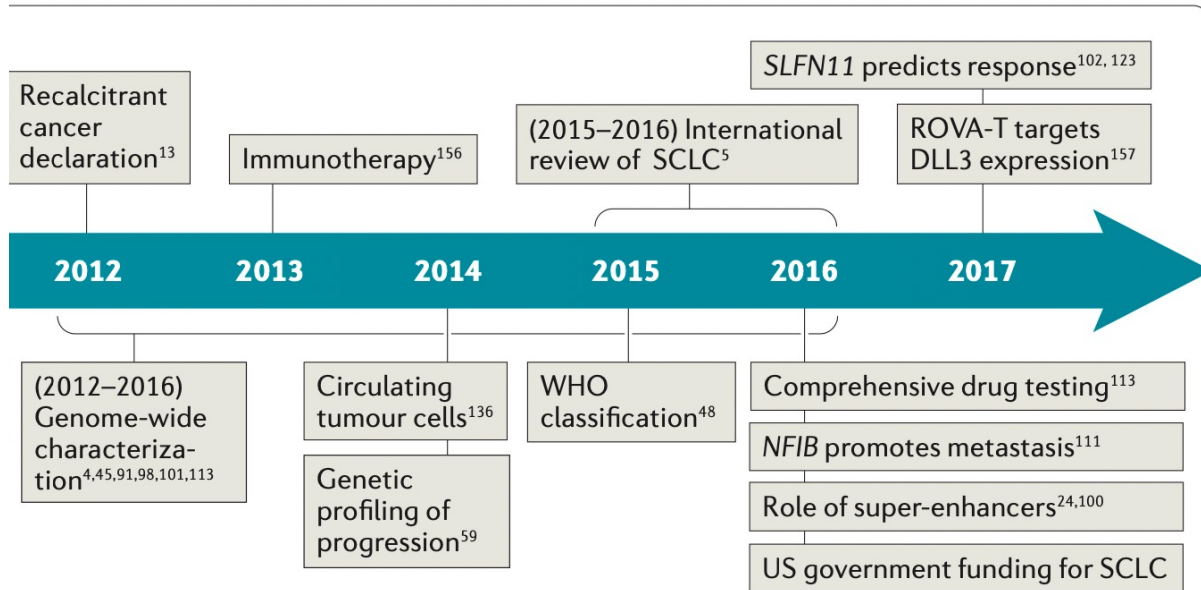 SLFN11 predicts response102, 123
Recalcitrant
cancer
declaration13
Immunotherapy156
(2015–2016) International
review of SCLC5
ROVA-T targets
DLL3 expression157
2012 2013 2014 2015 2016 2017
(2012–2016)
Genome-wide
characteriza-
tion4,45,91,98,101,113
Circulating
tumour cells136
Genetic
profiling of
progression59
WHO
classification48
Comprehensive drug testing113
NFIB promotes metastasis111
Role of super-enhancers24,100
US government funding for SCLC